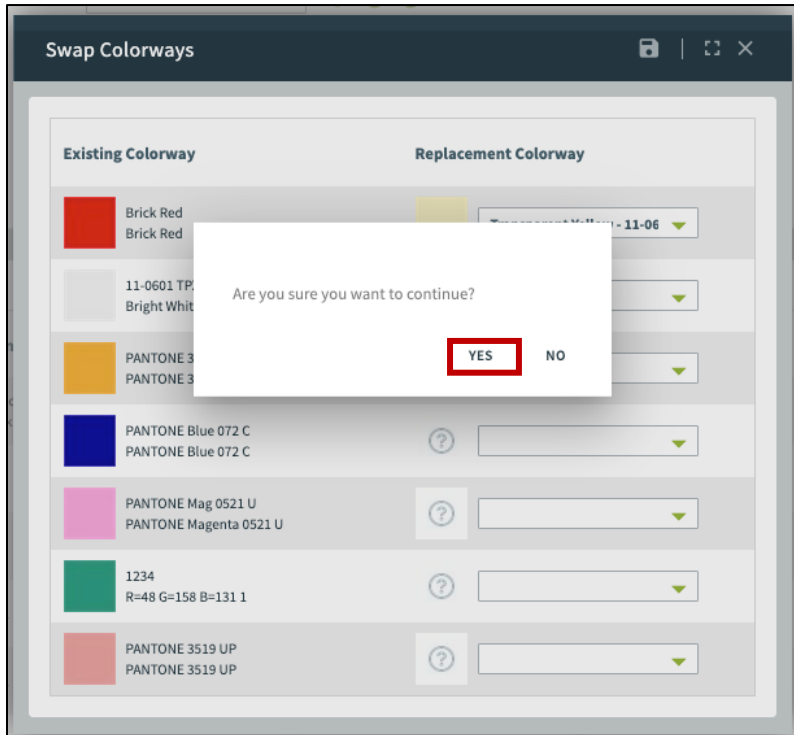 Swap Colorways
Existing Colorway Replacement Colorway
Brick Red
Brick Red
- 11-06
11-0601 TP
Bright Whit
Are you sure you want to continue?
YES NO
PANTONE 3
PANTONE 3
PANTONE Blue 072 C
PANTONE Blue 072 C
PANTONE Mag 0521 U
PANTONE Magenta 0521 U
1234
R=48 G=158 B=131 1
PANTONE 3519 UP
PANTONE 3519 UP